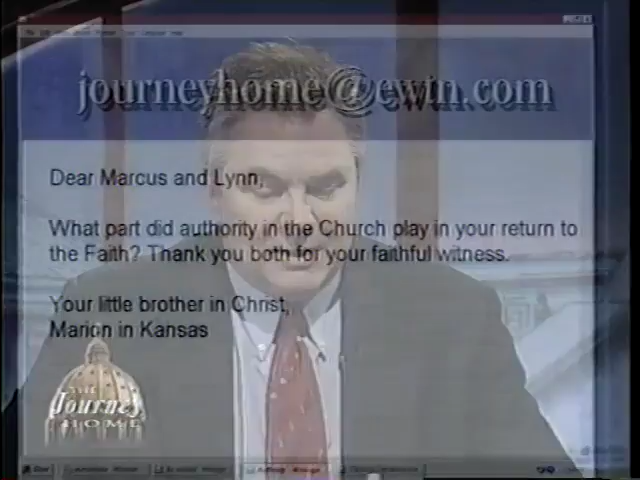 journeyhome@ewtn.com
Dear Marcus and Lynn,
What part did authority in the Church play in your return to
the Faith? Thank you both for your faithful witness.
Your little brother in Christ,
Marion in Kansas
THE
Journey
HOME